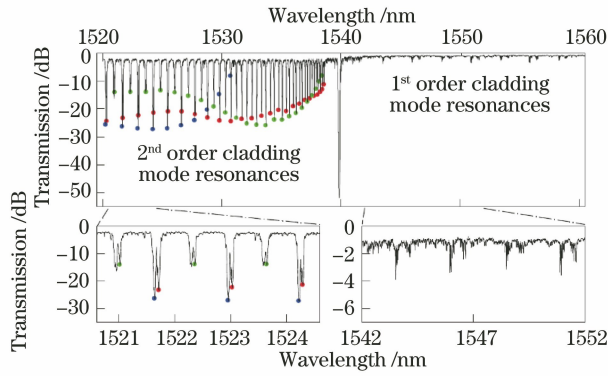 Wavelength /nm
1520 1530 1540 1550 1560
Transmission /dB
0
−10
−20
−30
−40
−50
1st order cladding
mode resonances
2nd order cladding
mode resonances
Transmission /dB
0
−10
−20
−30
1521 1522 1523 1524
0
−2
−4
−6
1542 1547 1552
Wavelength /nm